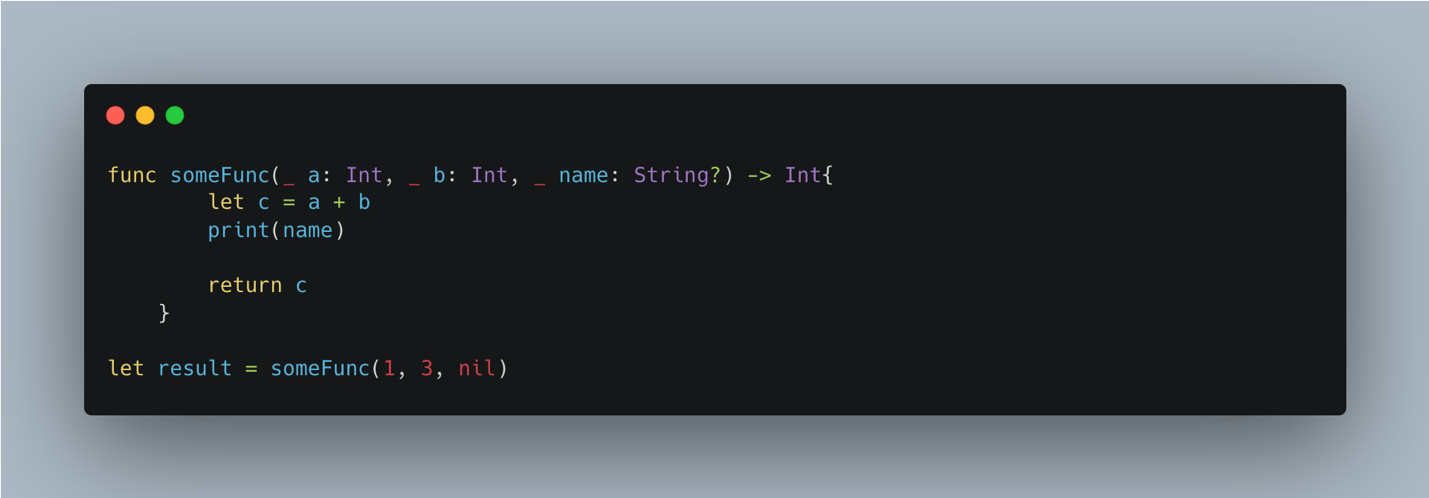 func someFunc(_ a: Int, _ b: Int, _ name: String?) -> Int{
        let c = a + b
        print(name)

        return c
    }

let result = someFunc(1, 3, nil)